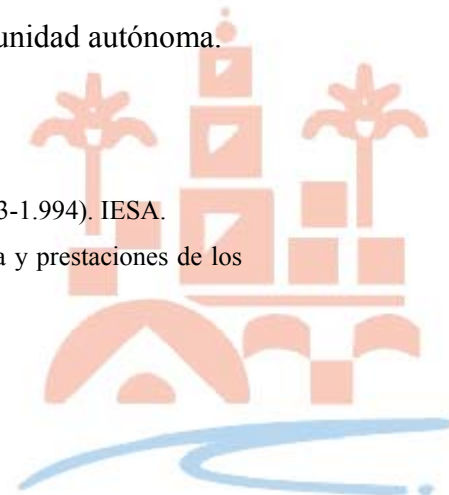 unidad autónoma.
3-1.994). IESA.
a y prestaciones de los